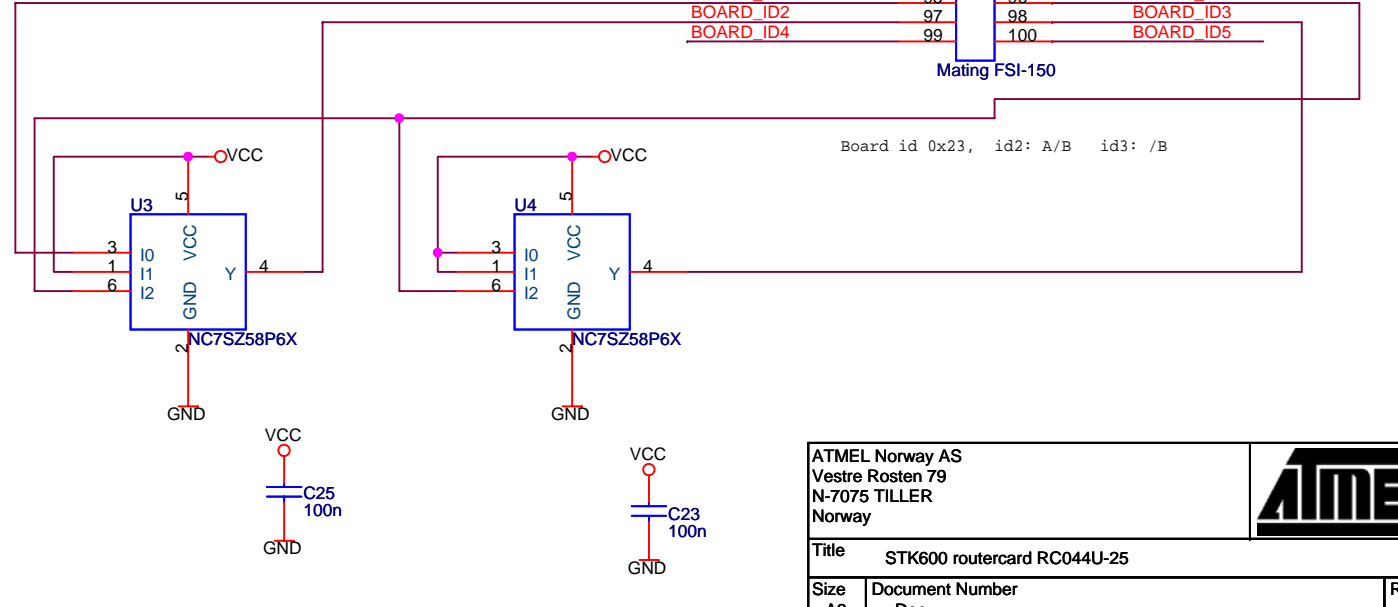 BOARD_ID2 97 98 BOARD_ID3
BOARD_ID4 99 100 BOARD_ID5
Mating FSI-150
Board id 0x23, id2: A/B id3: /B
VCC
U3
5
VCC
3 I0
1 I1
6 I2
Y 4
GND
2
NC7SZ58P6X
GND
VCC
U4
5
VCC
3 I0
1 I1
6 I2
Y 4
GND
2
NC7SZ58P6X
GND
VCC
C25
100n
GND
VCC
C23
100n
GND
ATMEL Norway AS
Vestre Rosten 79
N-7075 TILLER
Norway
Title STK600 routercard RC044U-25
Size Document Number